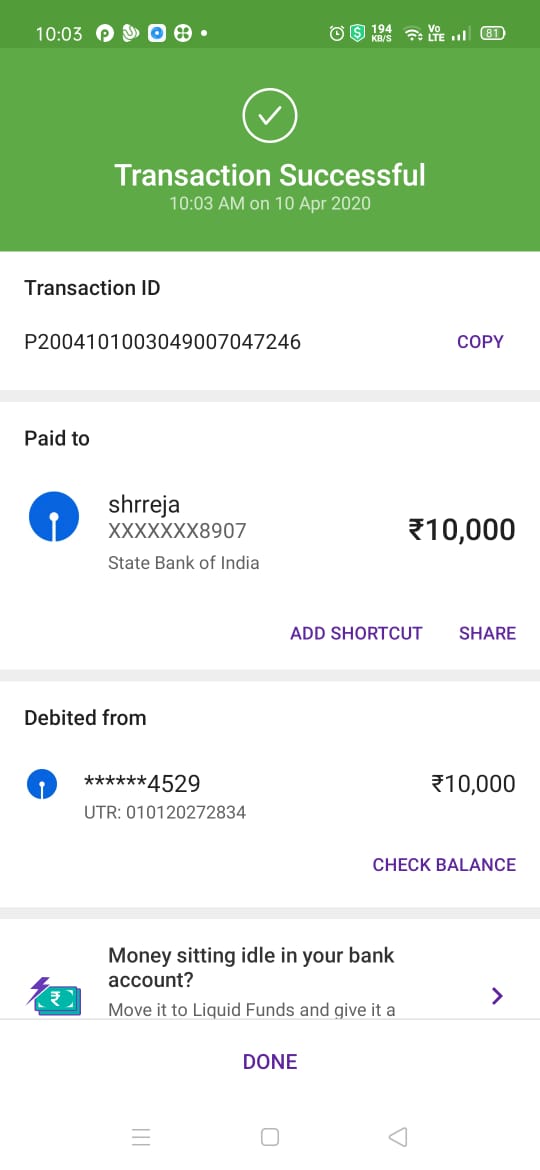 10:03 194 KB/S Vo LTE 81
Transaction Successful
10:03 AM on 10 Apr 2020
Transaction ID
P2004101003049007047246 COPY
Paid to
shrreja
XXXXXXX8907
₹10,000
State Bank of India
ADD SHORTCUT SHARE
Debited from
******4529 ₹10,000
UTR: 010120272834
CHECK BALANCE
Money sitting idle in your bank
account?
Move it to Liquid Funds and give it a
DONE